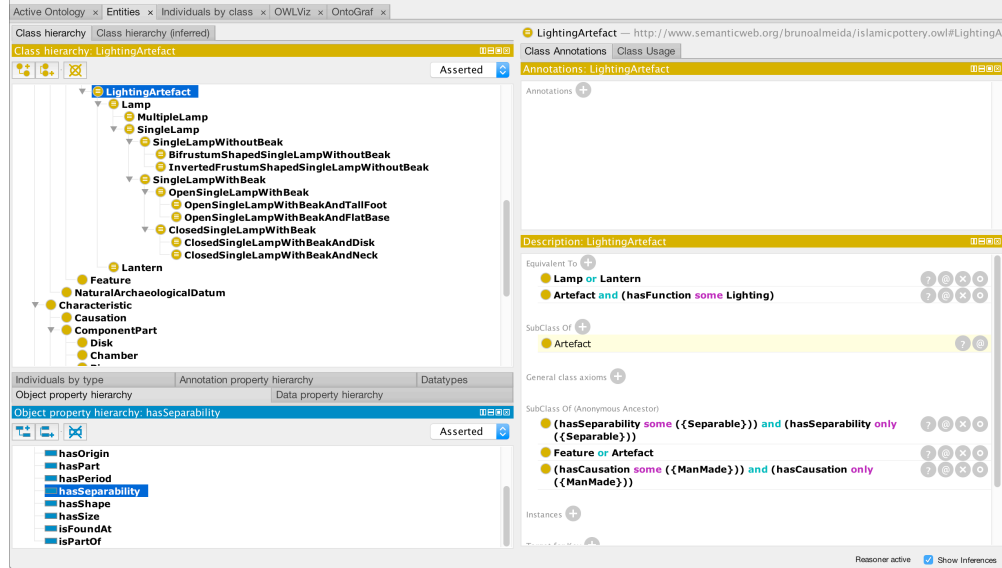 Active Ontology × Entities × Individuals by class × OWLViz × OntoGraf ×
Class hierarchy Class hierarchy (inferred)
Class hierarchy: LightingArtefact
Asserted
LightingArtefact
Lamp
MultipleLamp
SingleLamp
SingleLampWithoutBeak
BifrustumShapedSingleLampWithoutBeak
InvertedFrustumShapedSingleLampWithoutBeak
SingleLampWithBeak
OpenSingleLampWithBeak
OpenSingleLampWithBeakAndTallFoot
OpenSingleLampWithBeakAndFlatBase
ClosedSingleLampWithBeak
ClosedSingleLampWithBeakAndDisk
ClosedSingleLampWithBeakAndNeck
Lantern
Feature
NaturalArchaeologicalDatum
Characteristic
Causation
ComponentPart
Disk
Chamber
Individuals by type Annotation property hierarchy Datatypes
Object property hierarchy Data property hierarchy
Object property hierarchy: hasSeparability
Asserted
hasOrigin
hasPart
hasPeriod
hasSeparability
hasShape
hasSize
isFoundAt
isPartOf
LightingArtefact — http://www.semanticweb.org/brunoalmeida/islamicpottery.owl#LightingA
Class Annotations Class Usage
Annotations: LightingArtefact
Annotations
Description: LightingArtefact
Equivalent To
Lamp or Lantern
Artefact and (hasFunction some Lighting)
SubClass Of
Artefact
General class axioms
SubClass Of (Anonymous Ancestor)
(hasSeparability some ({Separable})) and (hasSeparability only
({Separable}))
Feature or Artefact
(hasCausation some ({ManMade})) and (hasCausation only
({ManMade}))
Instances
Reasoner active Show Inferences